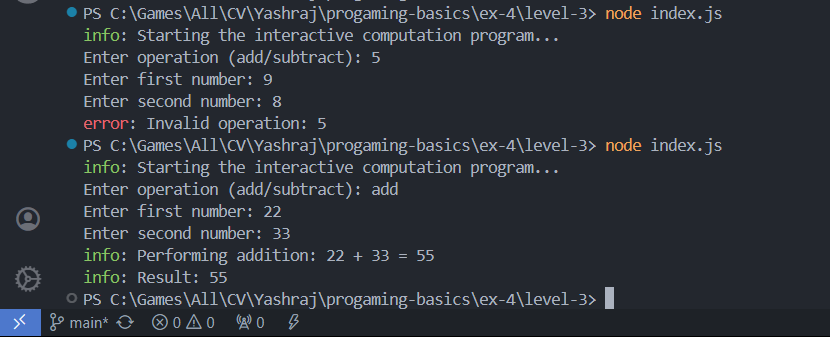 PS C:\Games\All\CV\Yashraj\progaming-basics\ex-4\level-3> node index.js
info: Starting the interactive computation program...
Enter operation (add/subtract): 5
Enter first number: 9
Enter second number: 8
error: Invalid operation: 5
PS C:\Games\All\CV\Yashraj\progaming-basics\ex-4\level-3> node index.js
info: Starting the interactive computation program...
Enter operation (add/subtract): add
Enter first number: 22
Enter second number: 33
info: Performing addition: 22 + 33 = 55
info: Result: 55
PS C:\Games\All\CV\Yashraj\progaming-basics\ex-4\level-3>
main* 0 0 0